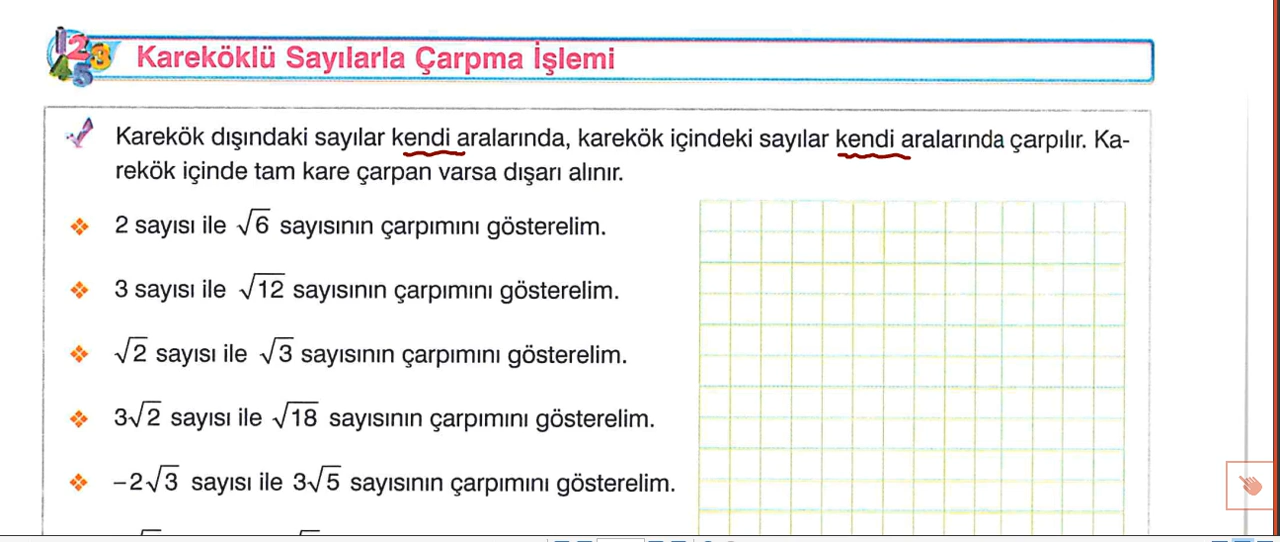 Kareköklü Sayılarla Çarpma İşlemi
Karekök dışındaki sayılar kendi aralarında, karekök içindeki sayılar kendi aralarında çarpılır. Ka-
rekök içinde tam kare çarpan varsa dışarı alınır.
2 sayısı ile √6 sayısının çarpımını gösterelim.
3 sayısı ile √12 sayısının çarpımını gösterelim.
√2 sayısı ile √3 sayısının çarpımını gösterelim.
3√2 sayısı ile √18 sayısının çarpımını gösterelim.
−2√3 sayısı ile 3√5 sayısının çarpımını gösterelim.